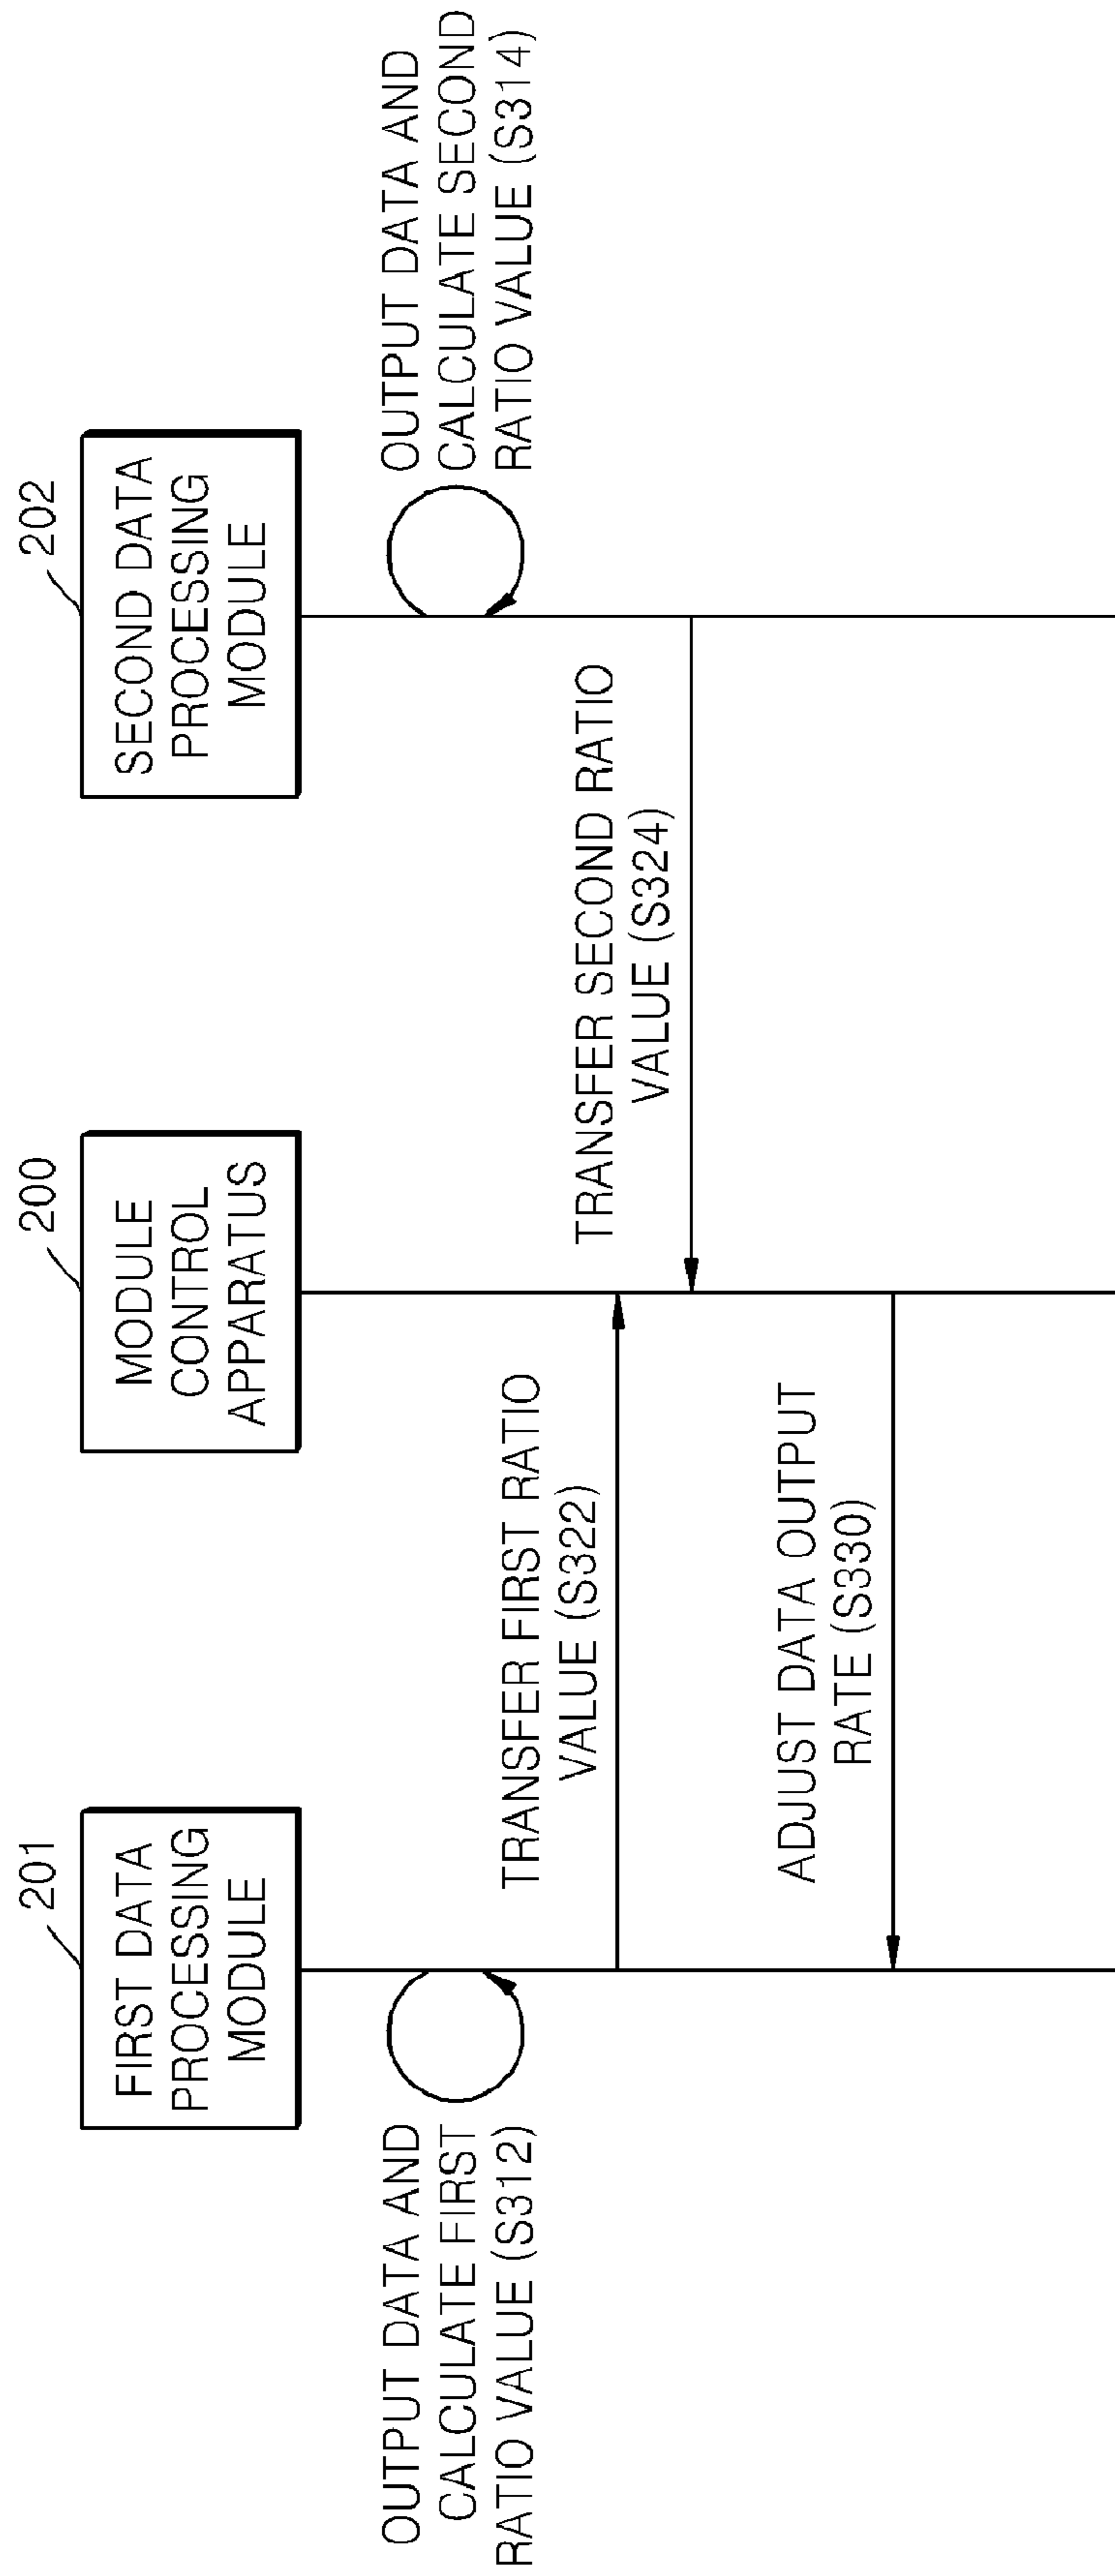 201
FIRST DATA
PROCESSING
MODULE
200
MODULE
CONTROL
APPARATUS
202
SECOND DATA
PROCESSING
MODULE
OUTPUT DATA AND
CALCULATE FIRST
RATIO VALUE (S312)
OUTPUT DATA AND
CALCULATE SECOND
RATIO VALUE (S314)
TRANSFER FIRST RATIO
VALUE (S322)
TRANSFER SECOND RATIO
VALUE (S324)
ADJUST DATA OUTPUT
RATE (S330)